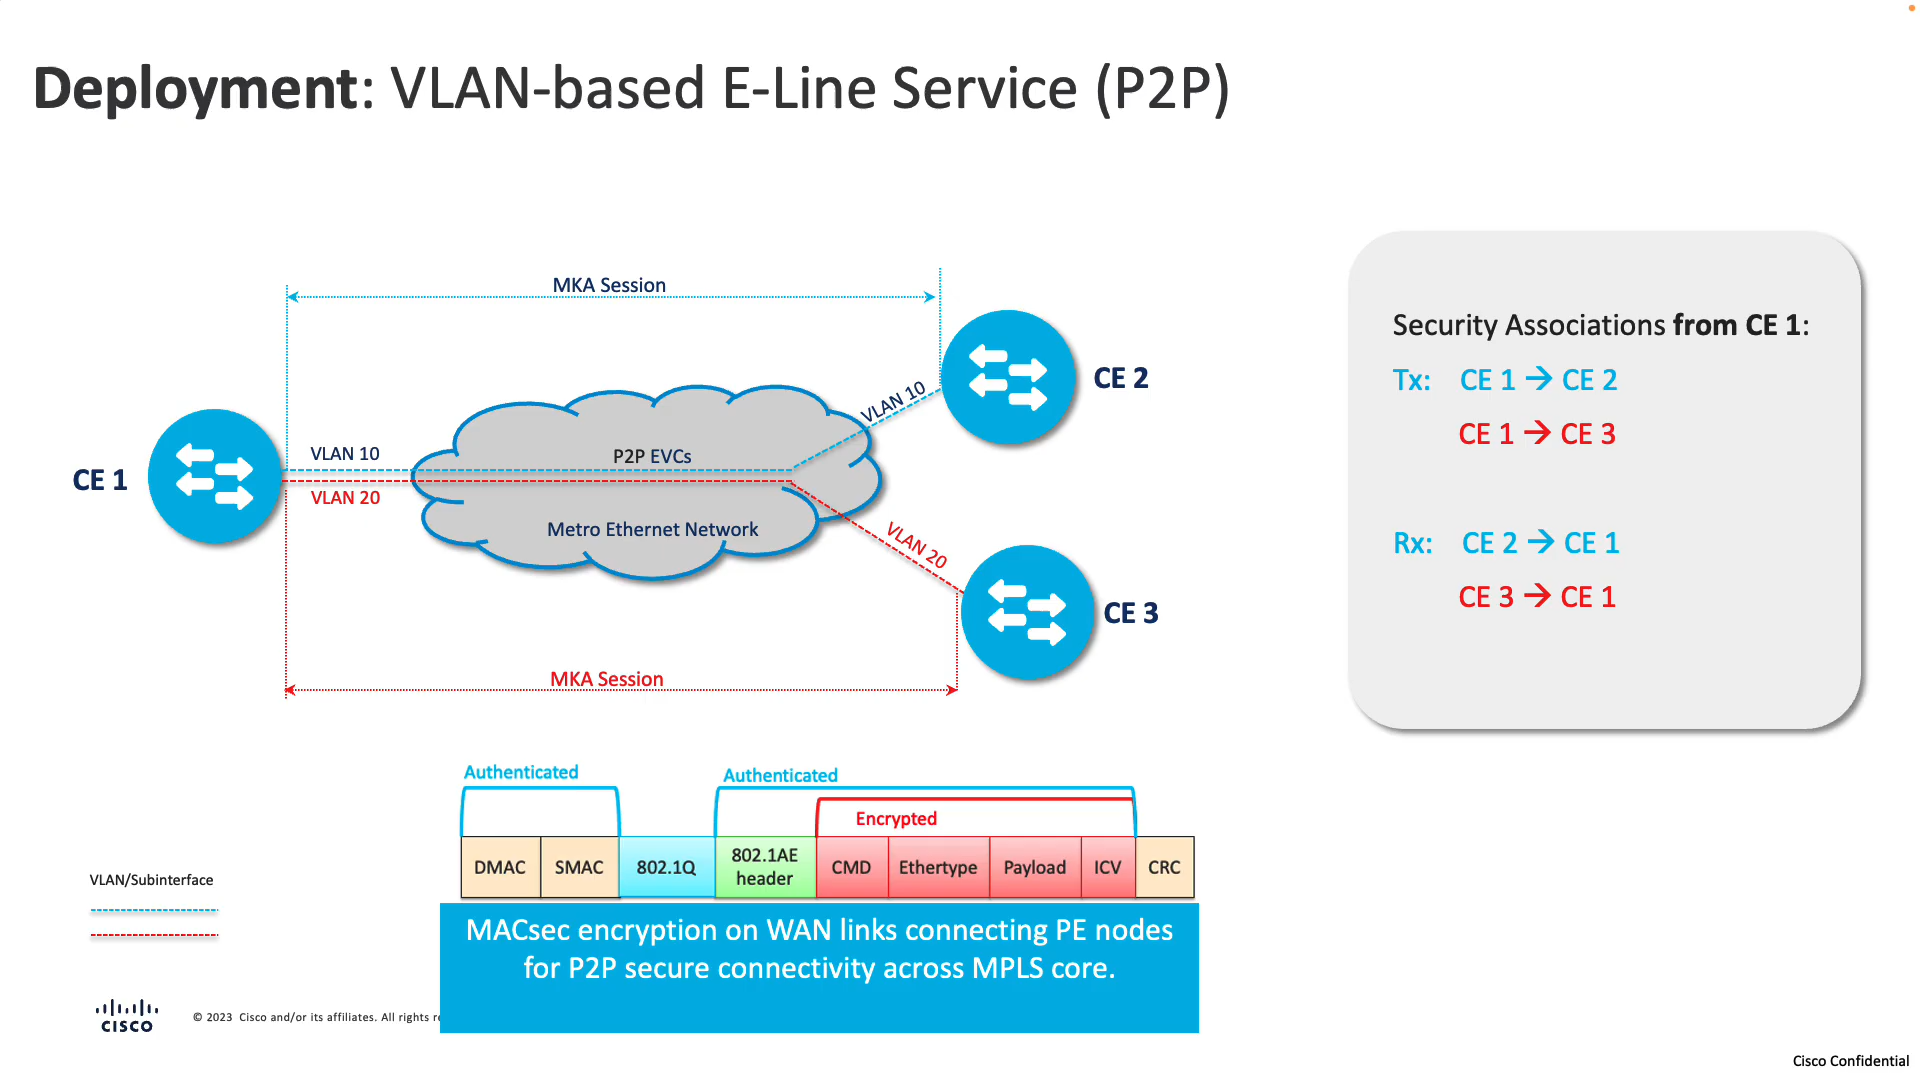 Deployment: VLAN-based E-Line Service (P2P)
MKA Session
CE 2
VLAN 10
VLAN 10
P2P EVCs
CE 1
VLAN 20
Metro Ethernet Network
VLAN 20
CE 3
MKA Session
Security Associations from CE 1:
Tx: CE 1 → CE 2
CE 1 → CE 3
Rx: CE 2 → CE 1
CE 3 → CE 1
Authenticated
Authenticated
Encrypted
DMAC SMAC 802.1Q 802.1AE header CMD Ethertype Payload ICV CRC
VLAN/Subinterface
MACsec encryption on WAN links connecting PE nodes
for P2P secure connectivity across MPLS core.
CISCO
© 2023 Cisco and/or its affiliates. All rights
Cisco Confidential